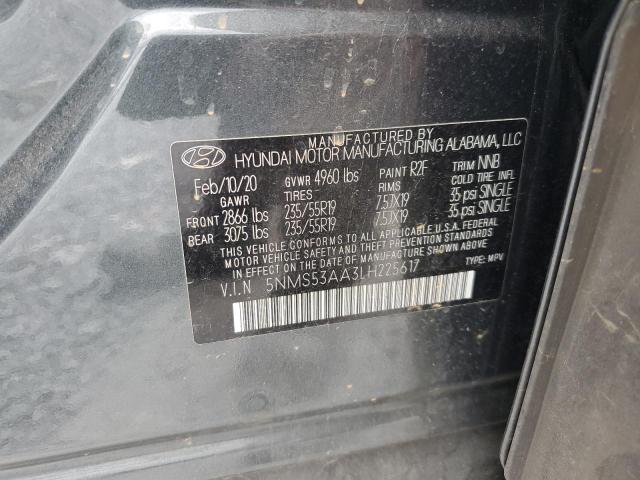 MANUFACTURED BY
HYUNDAI MOTOR MANUFACTURING ALABAMA, LLC
Feb/10/20 GVWR 4960 lbs PAINT R2F TRIM NNB
GAWR TIRES RIMS COLD TIRE INFL
FRONT 2866 lbs 235/55R19 7.5JX19 35 psi SINGLE
REAR 3075 lbs 235/55R19 7.5JX19 35 psi SINGLE
THIS VEHICLE CONFORMS TO ALL APPLICABLE U.S.A. FEDERAL
MOTOR VEHICLE SAFETY, BUMPER, AND THEFT PREVENTION STANDARDS
IN EFFECT ON THE DATE OF MANUFACTURE SHOWN ABOVE.
V.I.N 5NMS53AA3LH225617 TYPE: MPV